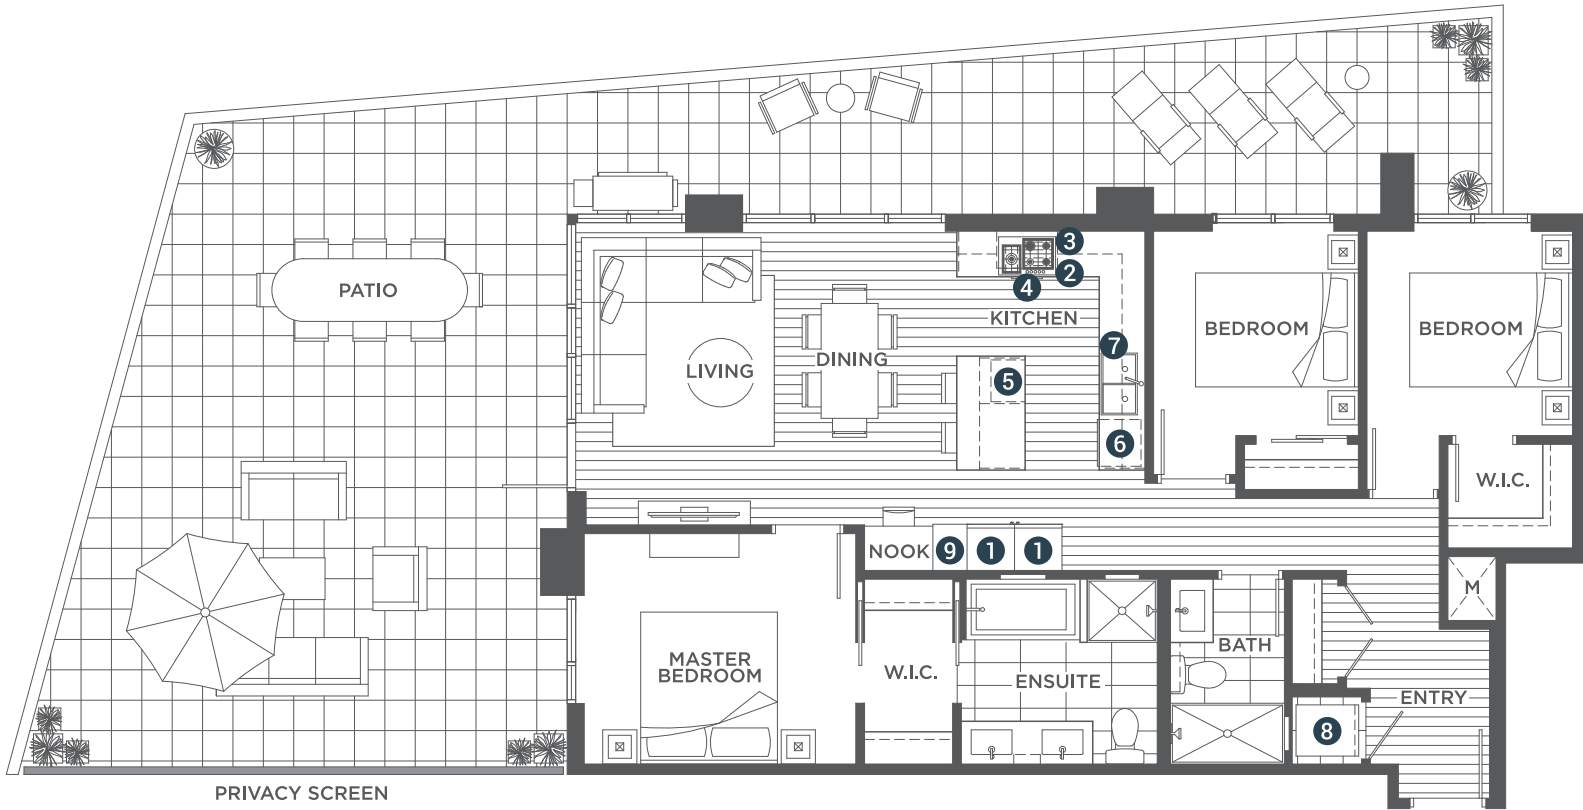 3
2
4
PATIO
KITCHEN
BEDROOM
BEDROOM
7
DINING
LIVING
5
6
W.I.C.
NOOK
9
1
1
M
BATH
MASTER
BEDROOM
W.I.C.
ENSUITE
ENTRY
8
PRIVACY SCREEN